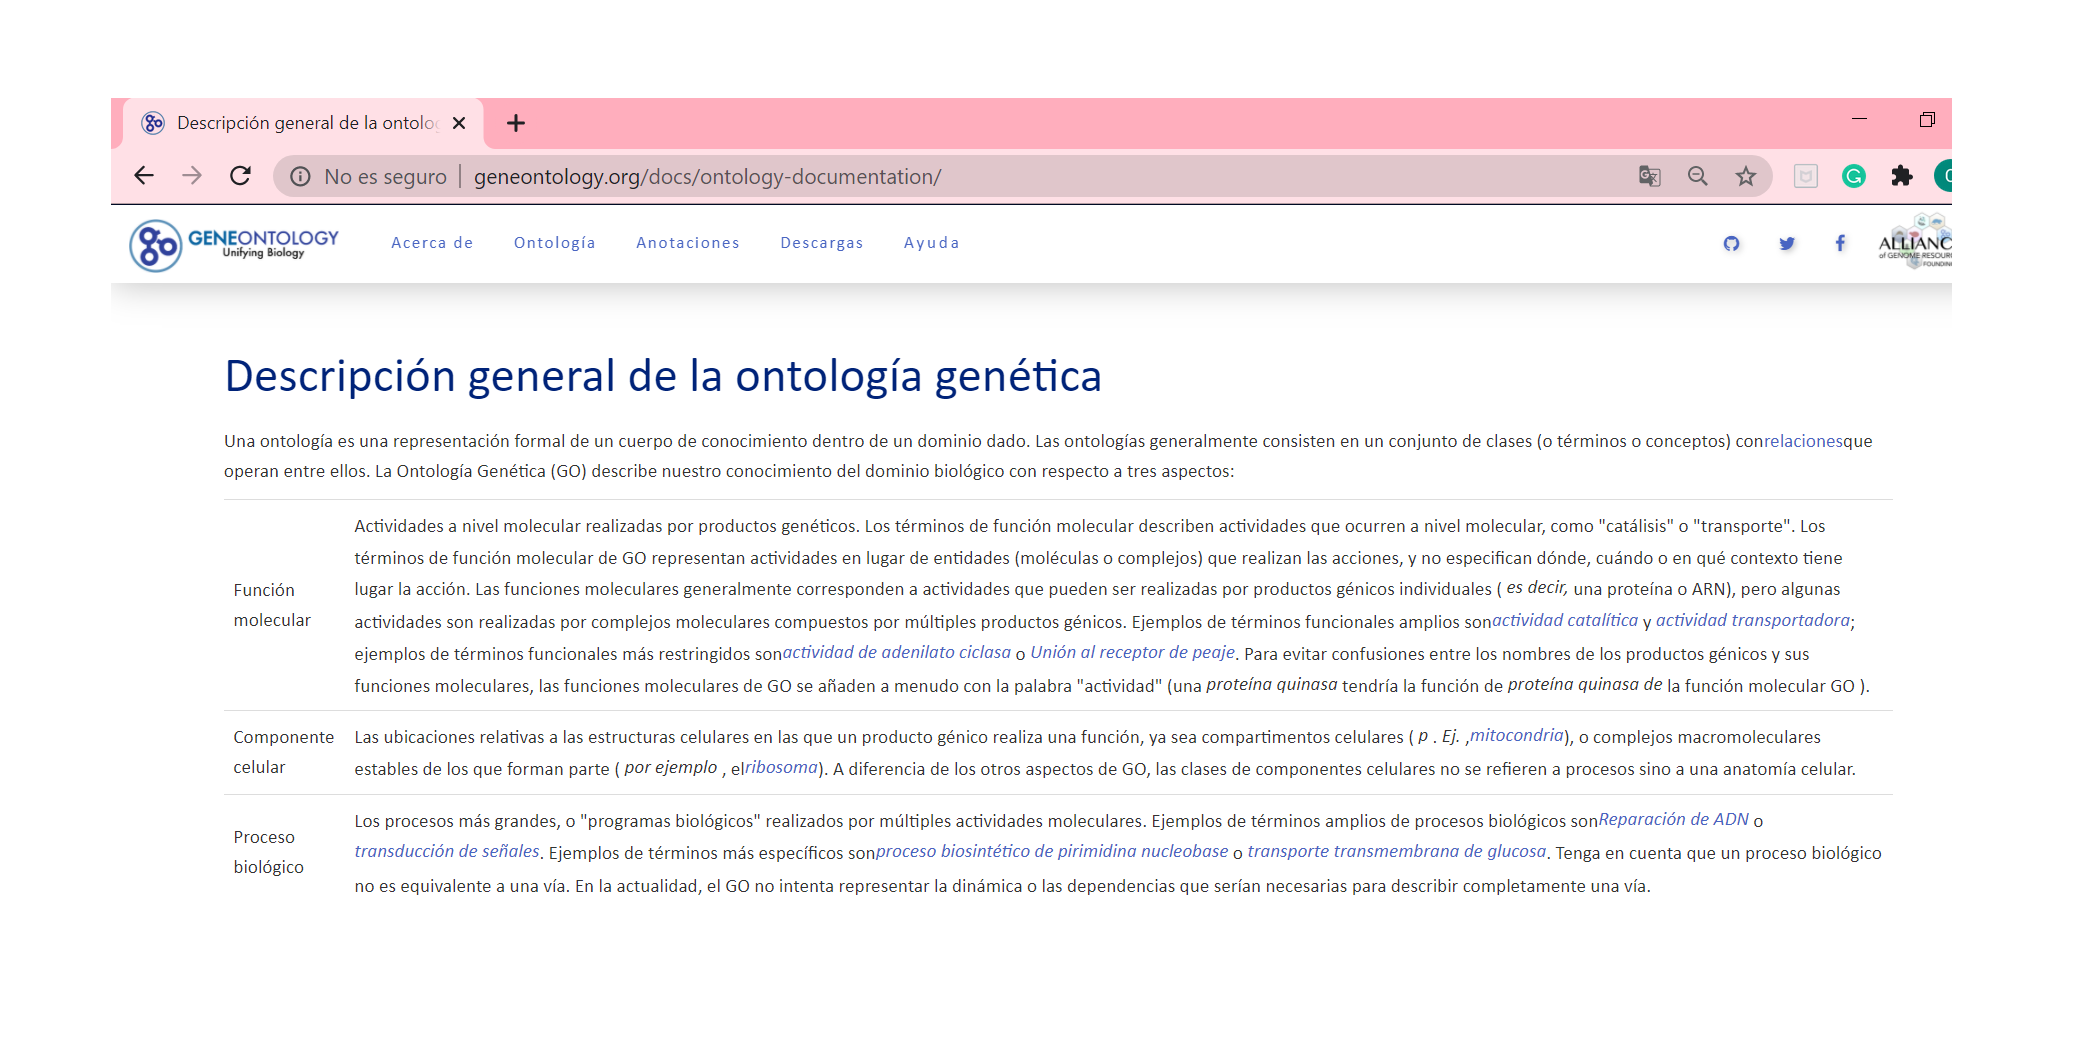 Descripción general de la ontolo
No es seguro | geneontology.org/docs/ontology-documentation/
GENEONTOLOGY
Unifying Biology
Acerca de Ontología Anotaciones Descargas Ayuda
ALLIANC
of GENOME RESOUR
FOUNDIN
Descripción general de la ontología genética
Una ontología es una representación formal de un cuerpo de conocimiento dentro de un dominio dado. Las ontologías generalmente consisten en un conjunto de clases (o términos o conceptos) conrelacionesque
operan entre ellos. La Ontología Genética (GO) describe nuestro conocimiento del dominio biológico con respecto a tres aspectos:
Función
molecular
Actividades a nivel molecular realizadas por productos genéticos. Los términos de función molecular describen actividades que ocurren a nivel molecular, como "catálisis" o "transporte". Los
términos de función molecular de GO representan actividades en lugar de entidades (moléculas o complejos) que realizan las acciones, y no especifican dónde, cuándo o en qué contexto tiene
lugar la acción. Las funciones moleculares generalmente corresponden a actividades que pueden ser realizadas por productos génicos individuales ( es decir, una proteína o ARN), pero algunas
actividades son realizadas por complejos moleculares compuestos por múltiples productos génicos. Ejemplos de términos funcionales amplios sonactividad catalítica y actividad transportadora;
ejemplos de términos funcionales más restringidos sonactividad de adenilato ciclasa o Unión al receptor de peaje. Para evitar confusiones entre los nombres de los productos génicos y sus
funciones moleculares, las funciones moleculares de GO se añaden a menudo con la palabra "actividad" (una proteína quinasa tendría la función de proteína quinasa de la función molecular GO ).
Componente
celular
Las ubicaciones relativas a las estructuras celulares en las que un producto génico realiza una función, ya sea compartimentos celulares ( p . Ej. ,mitocondria), o complejos macromoleculares
estables de los que forman parte ( por ejemplo , elribosoma). A diferencia de los otros aspectos de GO, las clases de componentes celulares no se refieren a procesos sino a una anatomía celular.
Proceso
biológico
Los procesos más grandes, o "programas biológicos" realizados por múltiples actividades moleculares. Ejemplos de términos amplios de procesos biológicos sonReparación de ADN o
transducción de señales. Ejemplos de términos más específicos sonproceso biosintético de pirimidina nucleobase o transporte transmembrana de glucosa. Tenga en cuenta que un proceso biológico
no es equivalente a una vía. En la actualidad, el GO no intenta representar la dinámica o las dependencias que serían necesarias para describir completamente una vía.